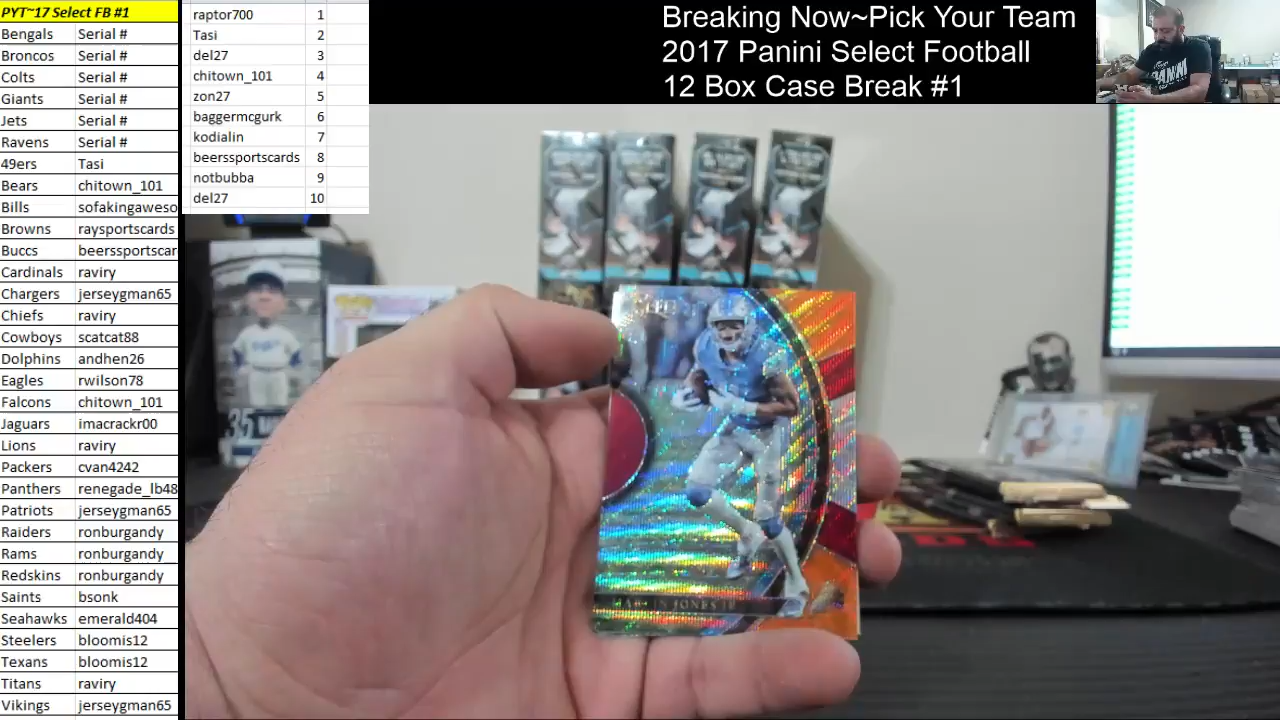 PYT~17 Select FB #1
Bengals Serial #
Broncos Serial #
Colts Serial #
Giants Serial #
Jets Serial #
Ravens Serial #
49ers Tasi
Bears chitown_101
Bills sofakingaweso
Browns raysportscards
Buccs beerssportscar
Cardinals raviry
Chargers jerseygman65
Chiefs raviry
Cowboys scatcat88
Dolphins andhen26
Eagles rwilson78
Falcons chitown_101
Jaguars imacrackr00
Lions raviry
Packers cvan4242
Panthers renegade_lb48
Patriots jerseygman65
Raiders ronburgandy
Rams ronburgandy
Redskins ronburgandy
Saints bsonk
Seahawks emerald404
Steelers bloomis12
Texans bloomis12
Titans raviry
Vikings jerseygman65
raptor700 1
Tasi 2
del27 3
chitown_101 4
zon27 5
baggermcgurk 6
kodialin 7
beerssportscards 8
notbubba 9
del27 10
Breaking Now~Pick Your Team
2017 Panini Select Football
12 Box Case Break #1
35
MARVIN JONES JR